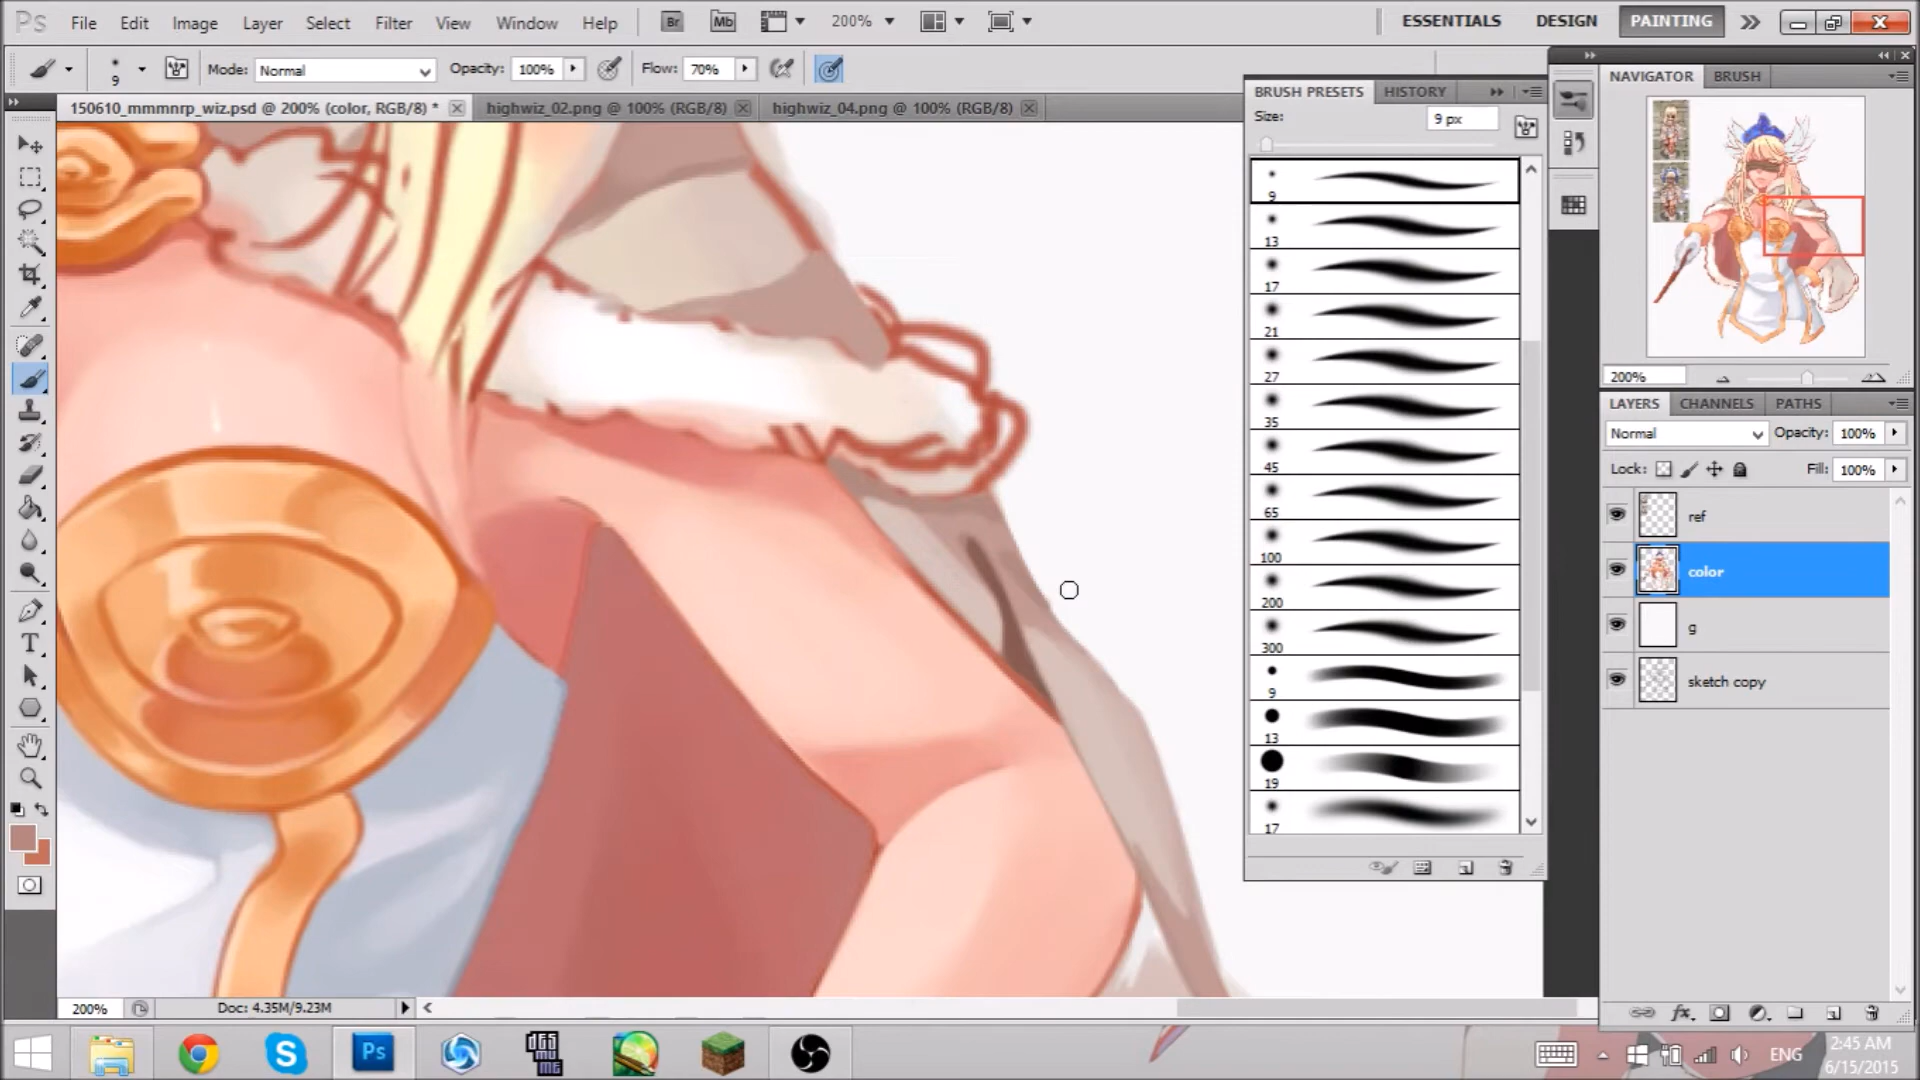 Ps File Edit Image Layer Select Filter View Window Help Br Mb 200% ESSENTIALS DESIGN PAINTING
9 Mode: Normal Opacity: 100% Flow: 70%
150610_mmmnrp_wiz.psd @ 200% (color, RGB/8) * highwiz_02.png @ 100% (RGB/8) highwiz_04.png @ 100% (RGB/8)
BRUSH PRESETS HISTORY
Size: 9 px
9
13
17
21
27
35
45
65
100
200
300
9
13
19
17
NAVIGATOR BRUSH
200%
LAYERS CHANNELS PATHS
Normal Opacity: 100%
Lock: Fill: 100%
ref
color
g
sketch copy
fx
T
200% Doc: 4.35M/9.23M
S Ps ENG
2:45 AM
6/15/2015